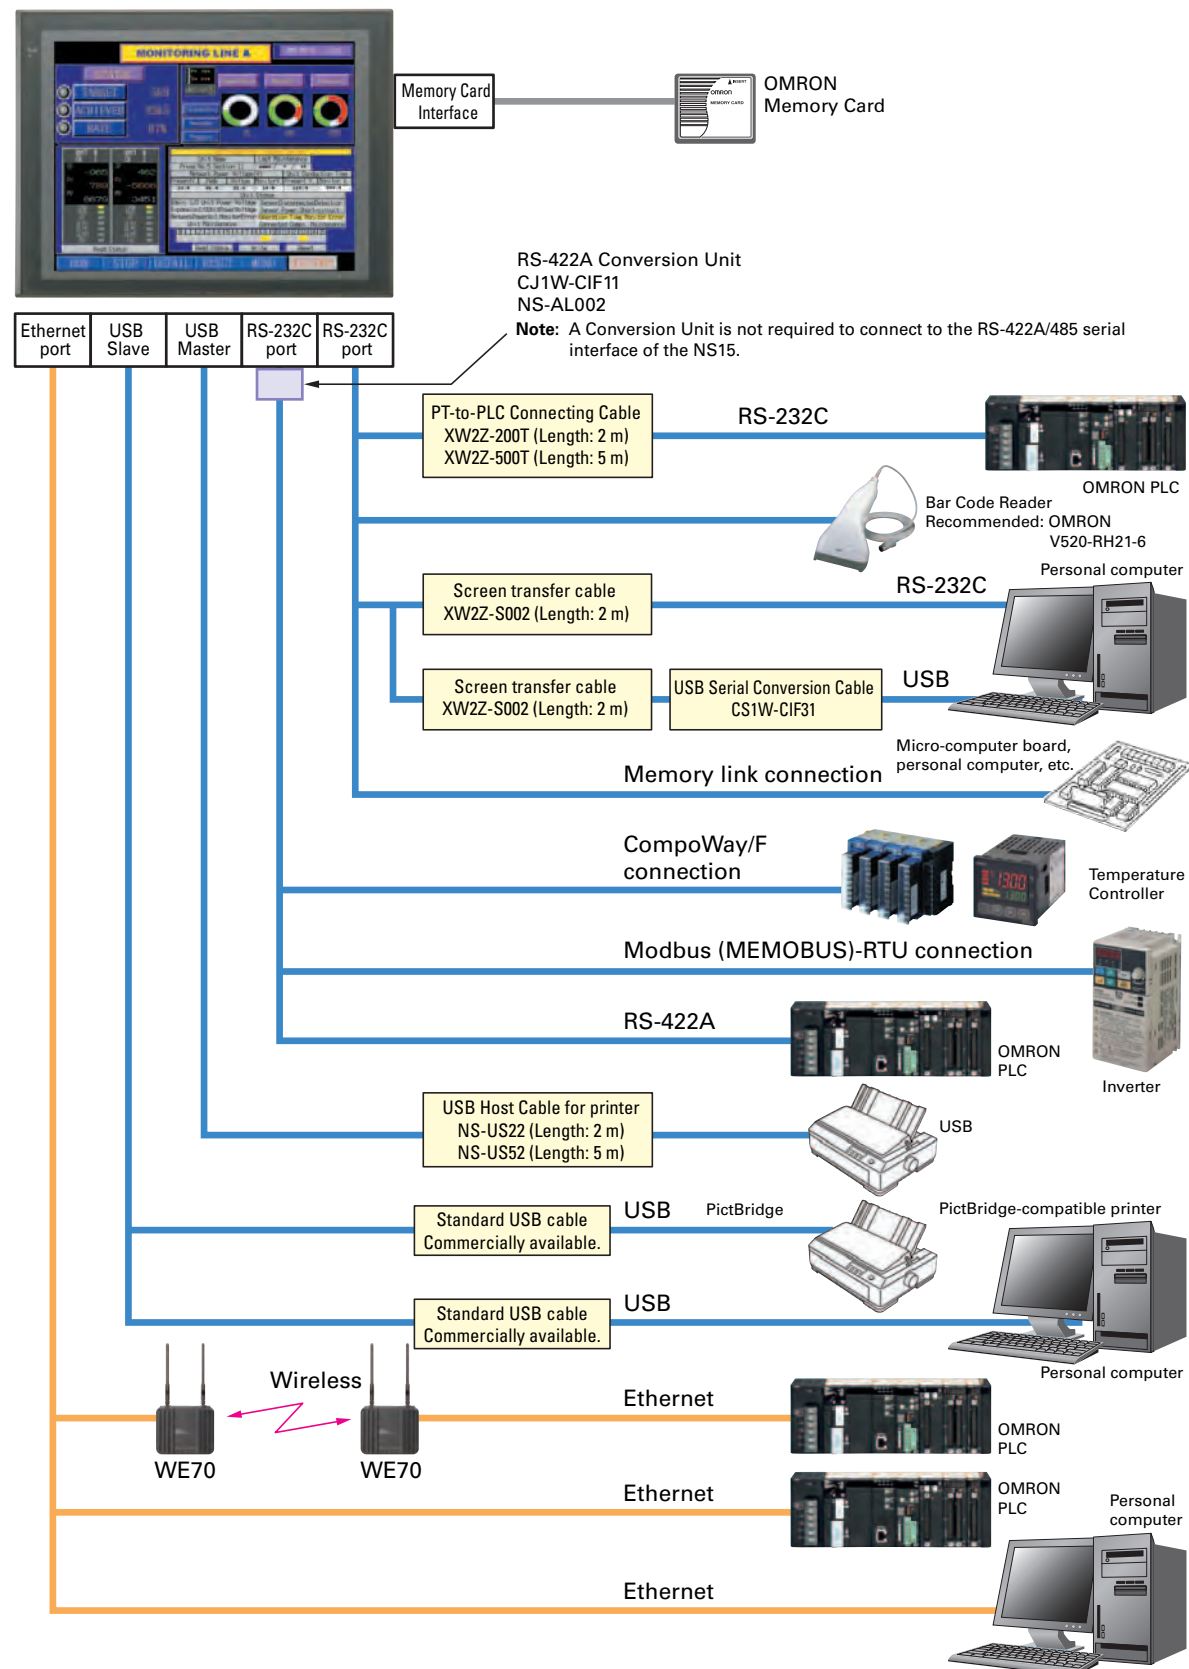 MONITORING LINE A
TARGET
ACHIEVED
RATE
Memory Card
Interface
INSERT
OMRON
MEMORY CARD
OMRON
Memory Card
RS-422A Conversion Unit
CJ1W-CIF11
NS-AL002
Note: A Conversion Unit is not required to connect to the RS-422A/485 serial
interface of the NS15.
Ethernet
port
USB
Slave
USB
Master
RS-232C
port
RS-232C
port
PT-to-PLC Connecting Cable
XW2Z-200T (Length: 2 m)
XW2Z-500T (Length: 5 m)
RS-232C
OMRON PLC
Bar Code Reader
Recommended: OMRON
V520-RH21-6
Personal computer
Screen transfer cable
XW2Z-S002 (Length: 2 m)
RS-232C
Screen transfer cable
XW2Z-S002 (Length: 2 m)
USB Serial Conversion Cable
CS1W-CIF31
USB
Micro-computer board,
personal computer, etc.
Memory link connection
CompoWay/F
connection
Temperature
Controller
Modbus (MEMOBUS)-RTU connection
Inverter
RS-422A
OMRON
PLC
USB Host Cable for printer
NS-US22 (Length: 2 m)
NS-US52 (Length: 5 m)
USB
Standard USB cable
Commercially available.
USB
PictBridge
PictBridge-compatible printer
Standard USB cable
Commercially available.
USB
Personal computer
Wireless
WE70
WE70
Ethernet
OMRON
PLC
Ethernet
OMRON
PLC
Personal
computer
Ethernet